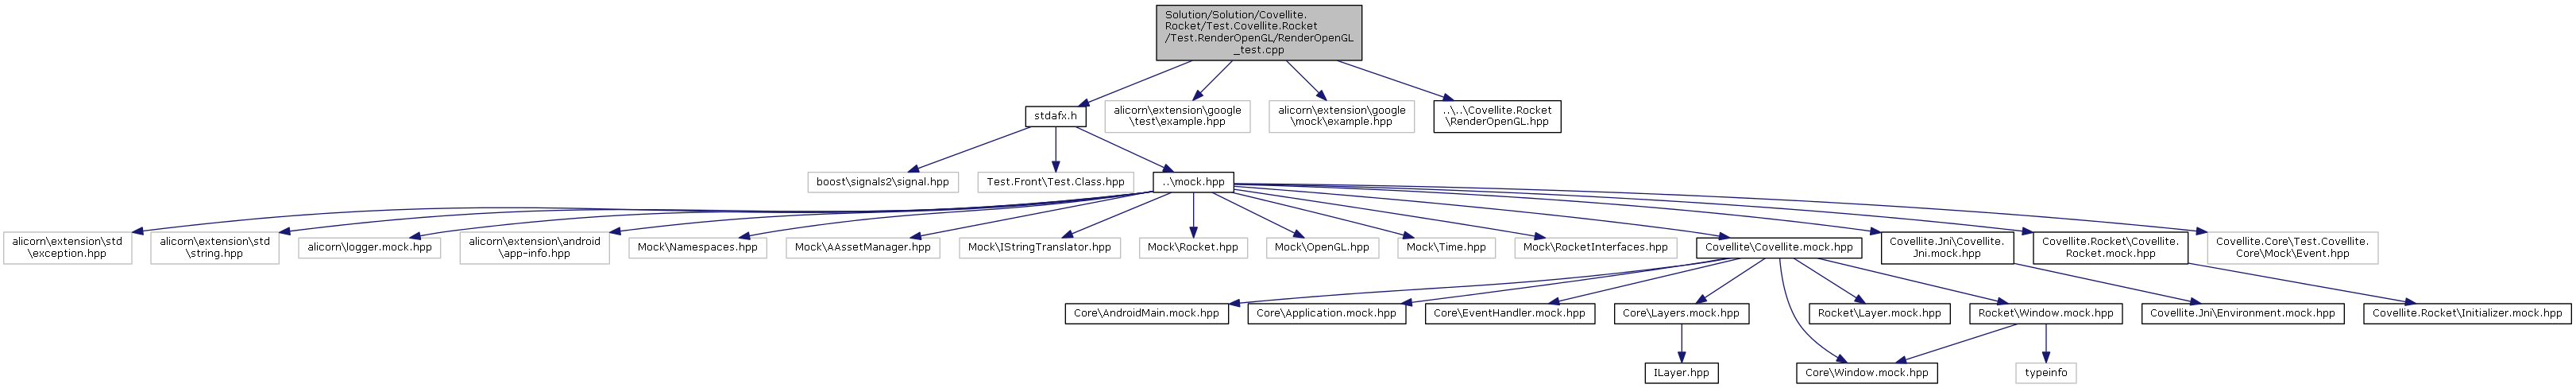 Solution/Solution/Covellite.
Rocket/Test.Covellite.Rocket
/Test.RenderOpenGL/RenderOpenGL
_test.cpp
stdafx.h
alicorn\extension\google
\test\example.hpp
alicorn\extension\google
\mock\example.hpp
..\..\Covellite.Rocket
\RenderOpenGL.hpp
boost\signals2\signal.hpp
Test.Front\Test.Class.hpp
..\mock.hpp
alicorn\extension\std
\exception.hpp
alicorn\extension\std
\string.hpp
alicorn\logger.mock.hpp
alicorn\extension\android
\app-info.hpp
Mock\Namespaces.hpp
Mock\AAssetManager.hpp
Mock\IStringTranslator.hpp
Mock\Rocket.hpp
Mock\OpenGL.hpp
Mock\Time.hpp
Mock\RocketInterfaces.hpp
Covellite\Covellite.mock.hpp
Covellite.Jni\Covellite.
Jni.mock.hpp
Covellite.Rocket\Covellite.
Rocket.mock.hpp
Covellite.Core\Test.Covellite.
Core\Mock\Event.hpp
Core\AndroidMain.mock.hpp
Core\Application.mock.hpp
Core\EventHandler.mock.hpp
Core\Layers.mock.hpp
Rocket\Layer.mock.hpp
Rocket\Window.mock.hpp
Covellite.Jni\Environment.mock.hpp
Covellite.Rocket\Initializer.mock.hpp
ILayer.hpp
Core\Window.mock.hpp
typeinfo